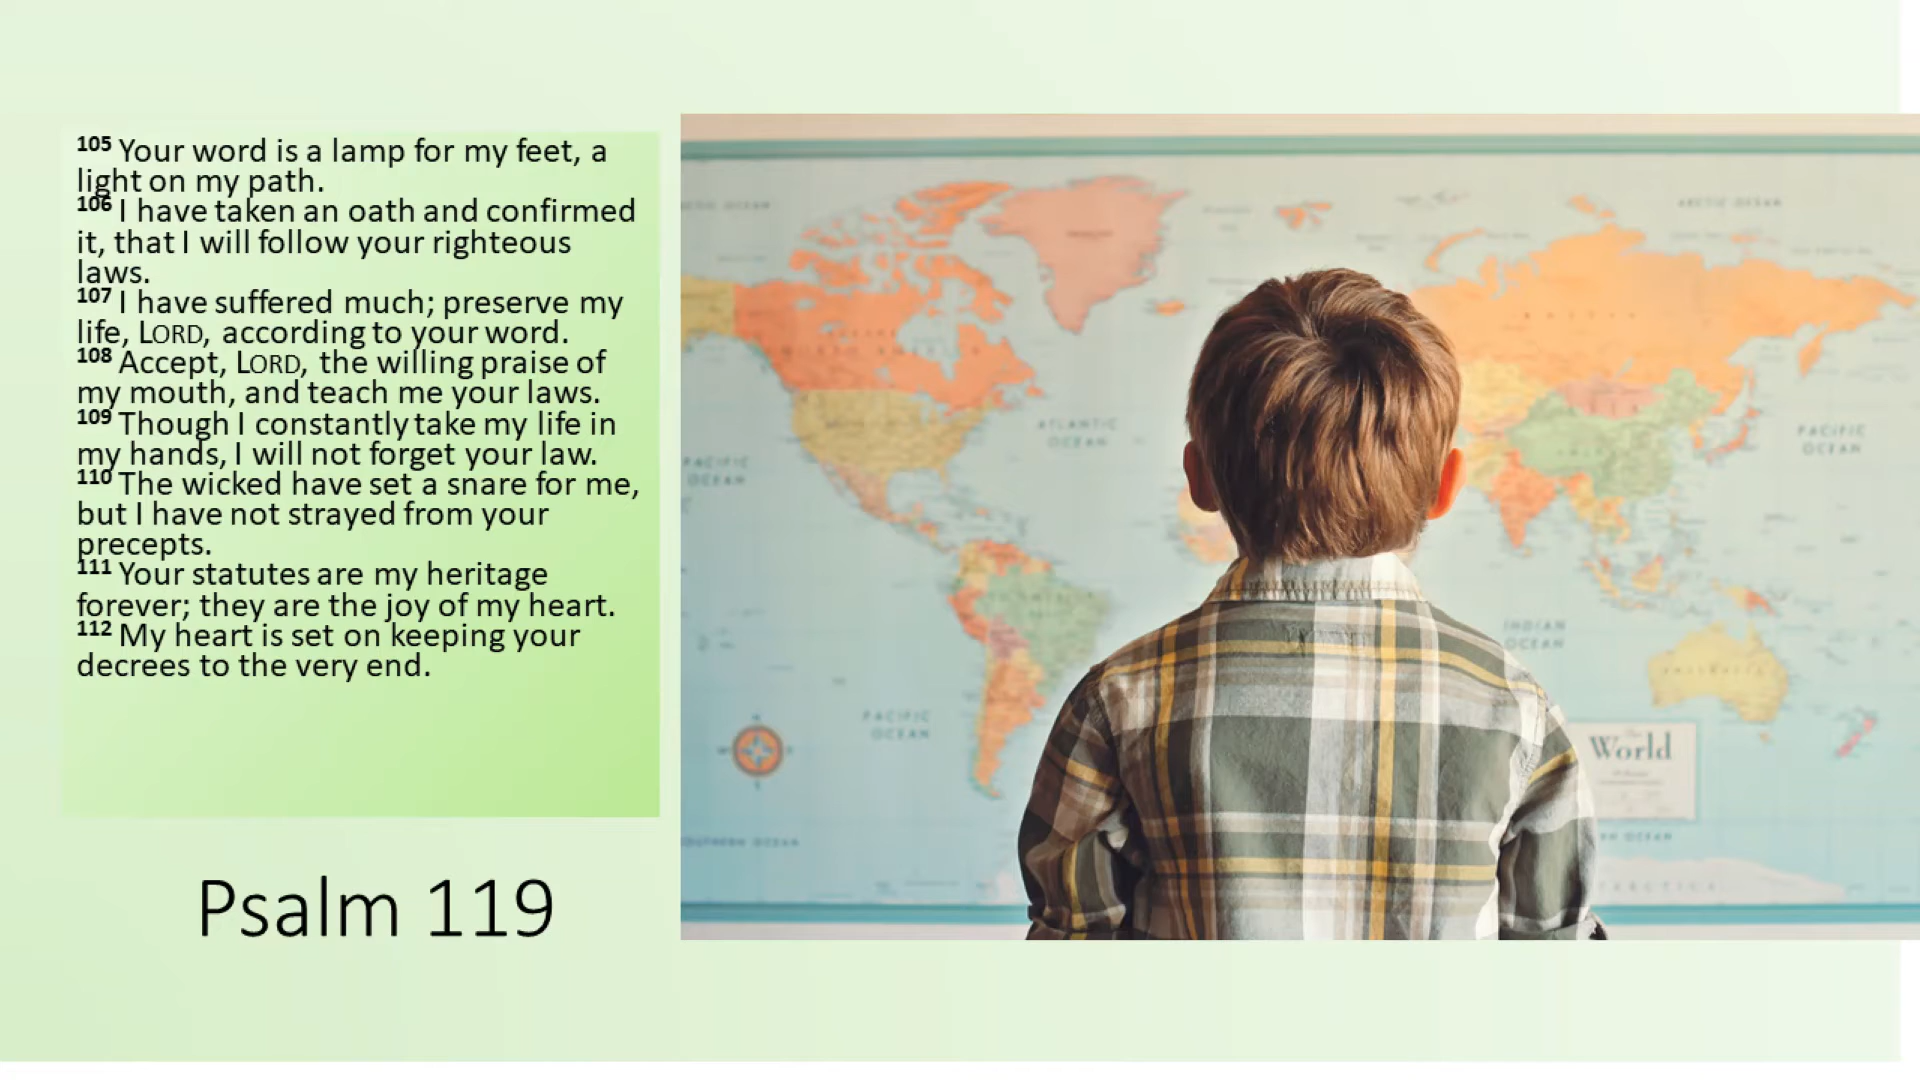 105 Your word is a lamp for my feet, a
light on my path.
106 I have taken an oath and confirmed
it, that I will follow your righteous
laws.
107 I have suffered much; preserve my
life, LORD, according to your word.
108 Accept, LORD, the willing praise of
my mouth, and teach me your laws.
109 Though I constantly take my life in
my hands, I will not forget your law.
110 The wicked have set a snare for me,
but I have not strayed from your
precepts.
111 Your statutes are my heritage
forever; they are the joy of my heart.
112 My heart is set on keeping your
decrees to the very end.
Psalm 119
ARCTIC OCEAN
ATLANTIC
OCEAN
PACIFIC
OCEAN
PACIFIC
OCEAN
INDIAN
OCEAN
PACIFIC
OCEAN
World
SOUTHERN OCEAN